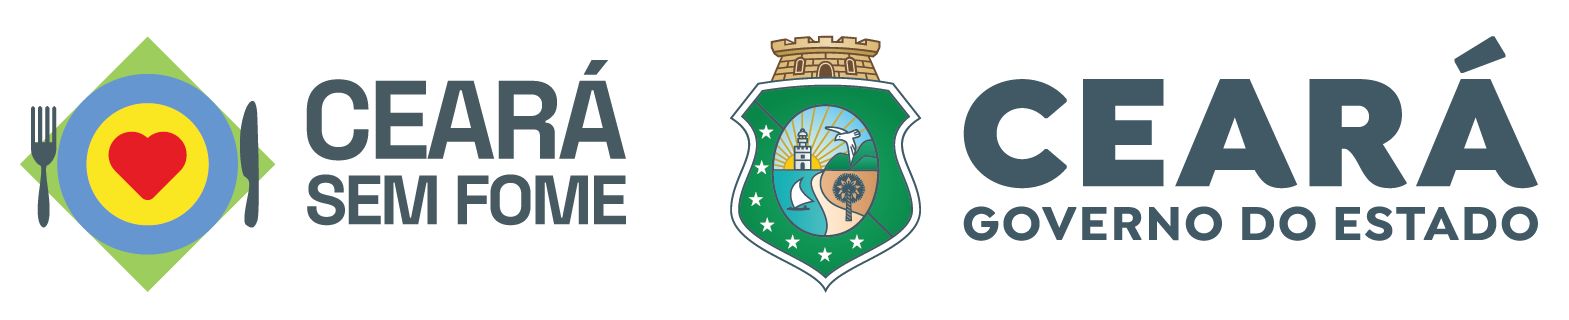 CEARÁ
SEM FOME
CEARÁ
GOVERNO DO ESTADO